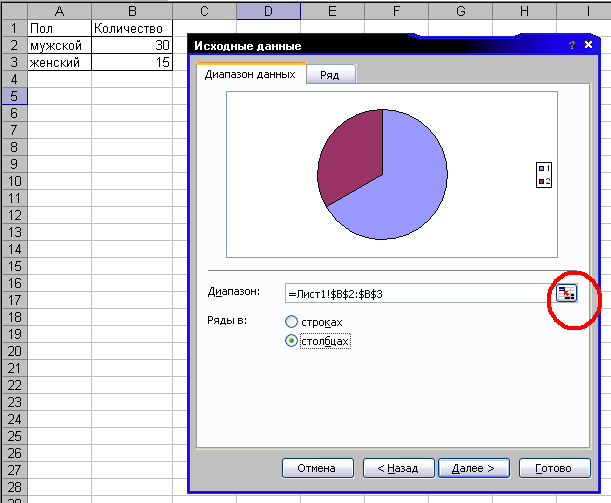 A B C D E F G H I
1 Пол Количество
2 мужской 30
3 женский 15
4
5
6
7
8
9
10
11
12
13
14
15
16
17
18
19
20
21
22
23
24
25
26
27
28
Исходные данные ?
Диапазон данных Ряд
1
2
Диапазон: =Лист1!$B$2:$B$3
Ряды в: строках
столбцах
Отмена < Назад Далее > Готово